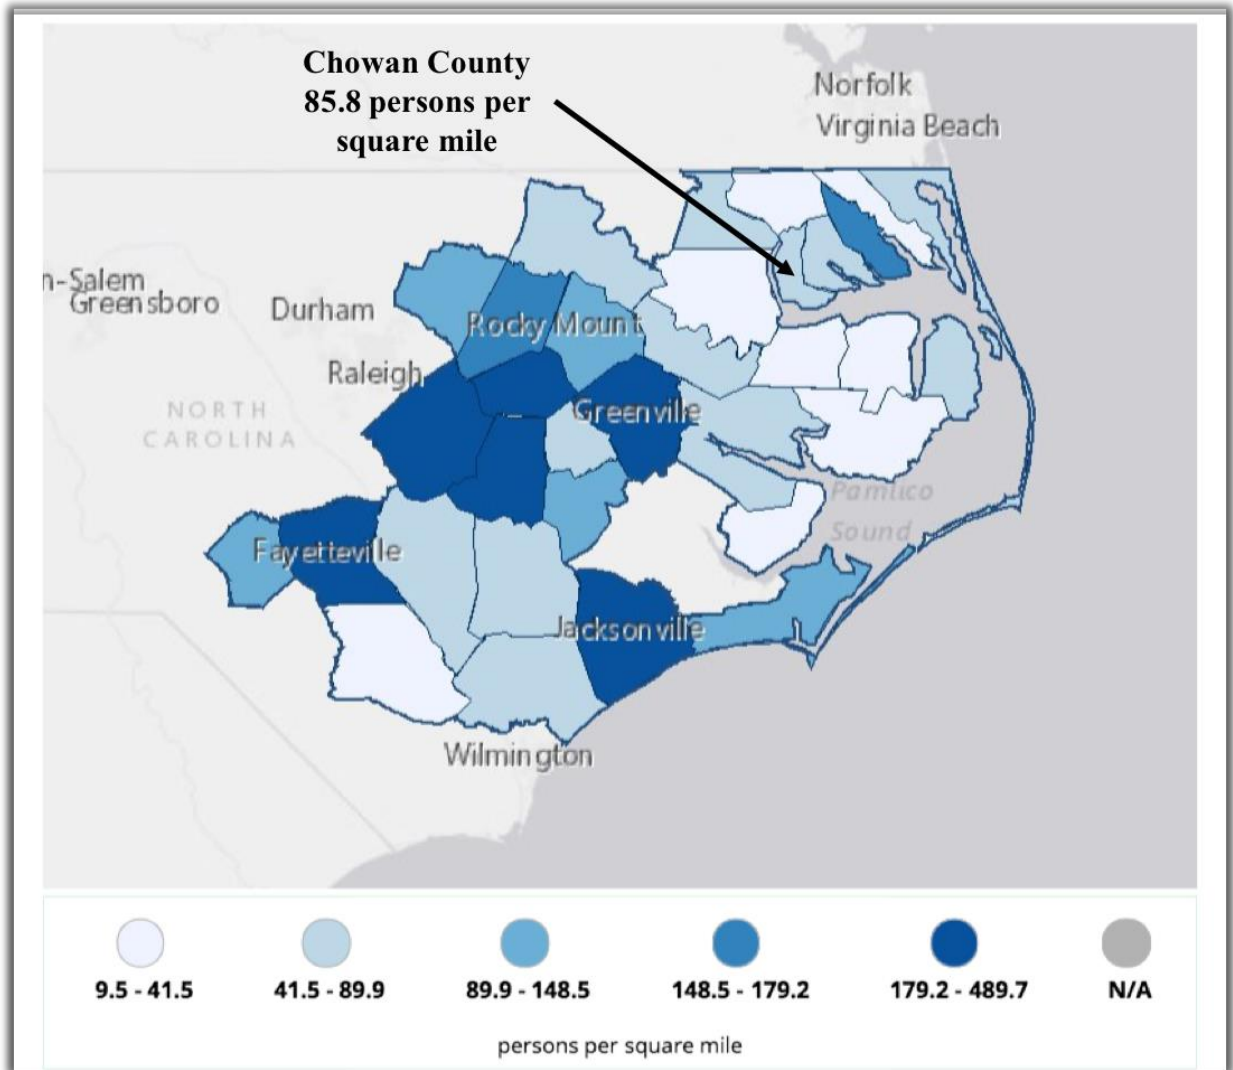 Chowan County
85.8 persons per
square mile
Norfolk
Virginia Beach
n-Salem
Greensboro
Durham
Rocky Mount
Raleigh
NORTH
CAROLINA
Greenville
Pamlico
Sound
Fayetteville
Jacksonville
Wilmington
9.5 - 41.5
41.5 - 89.9
89.9 - 148.5
148.5 - 179.2
179.2 - 489.7
N/A
persons per square mile